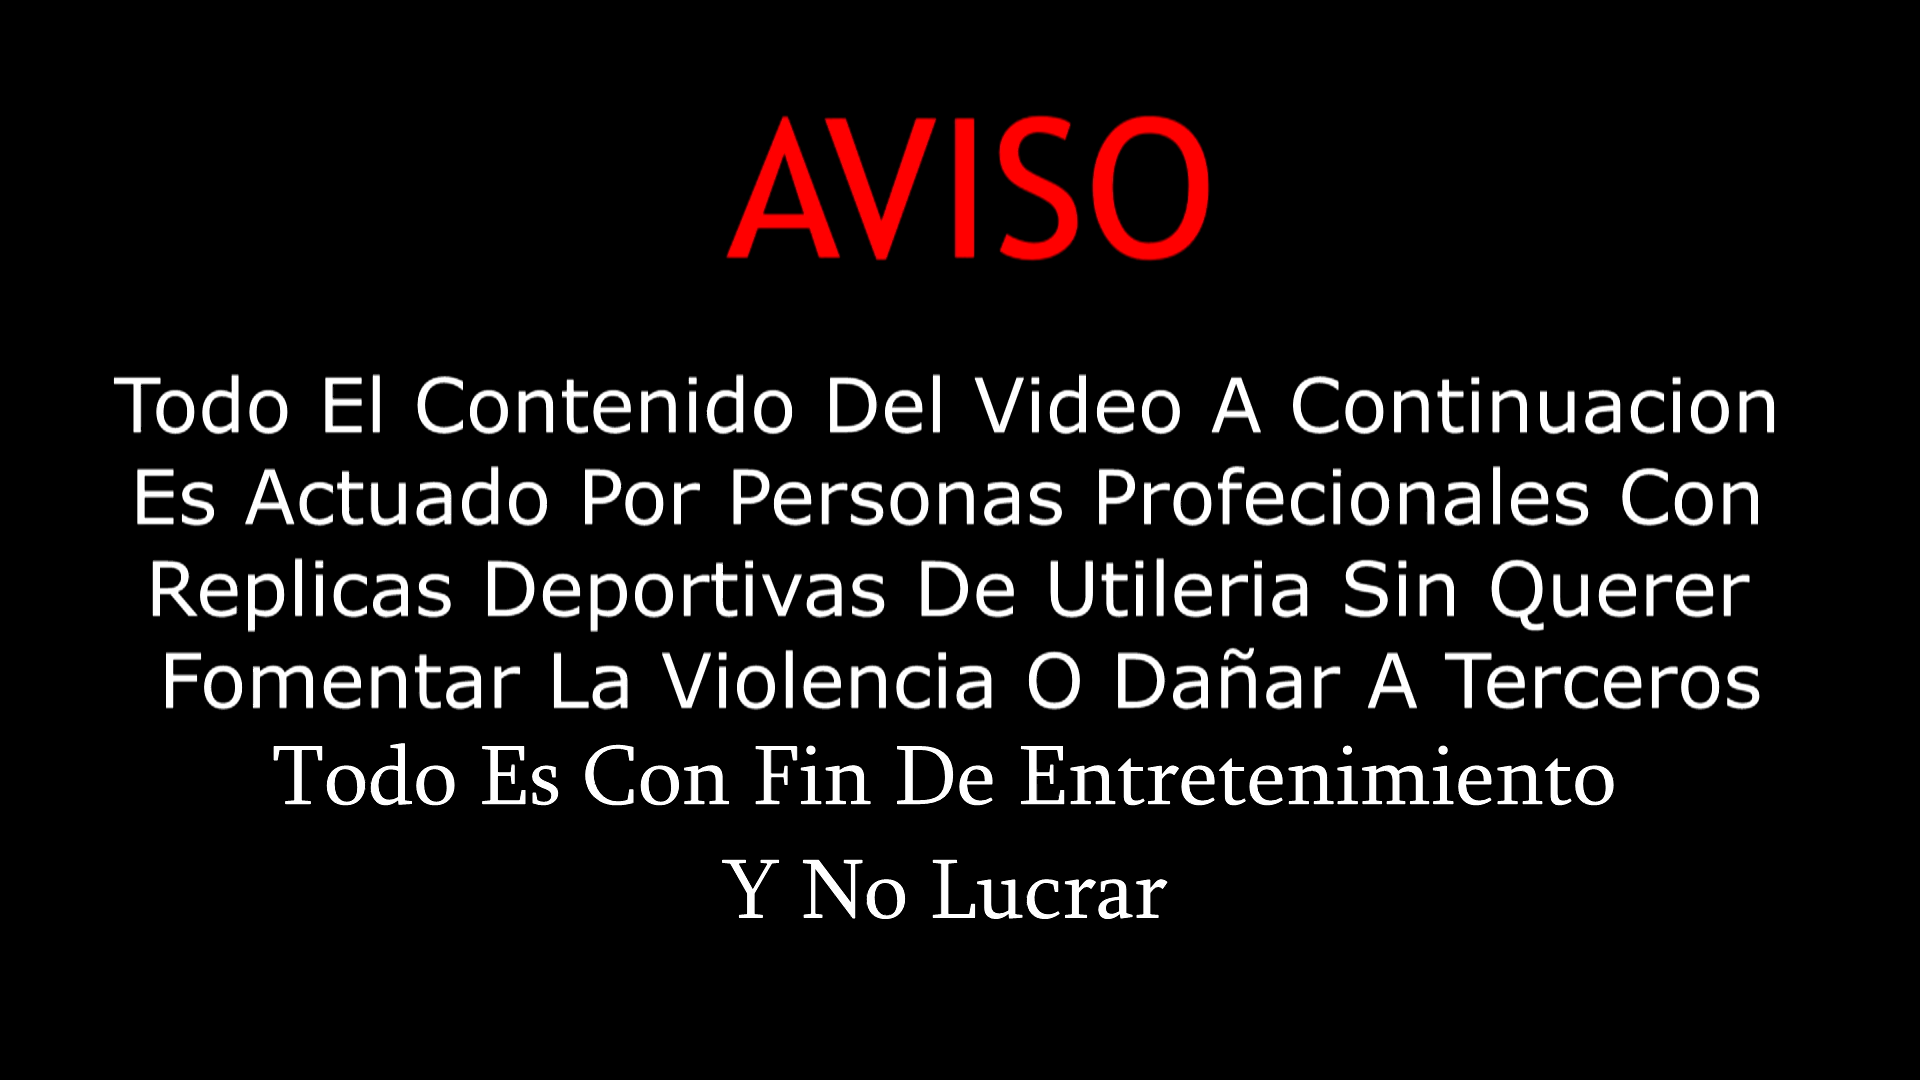 AVISO
Todo El Contenido Del Video A Continuacion
Es Actuado Por Personas Profecionales Con
Replicas Deportivas De Utileria Sin Querer
Fomentar La Violencia O Dañar A Terceros
Todo Es Con Fin De Entretenimiento
Y No Lucrar